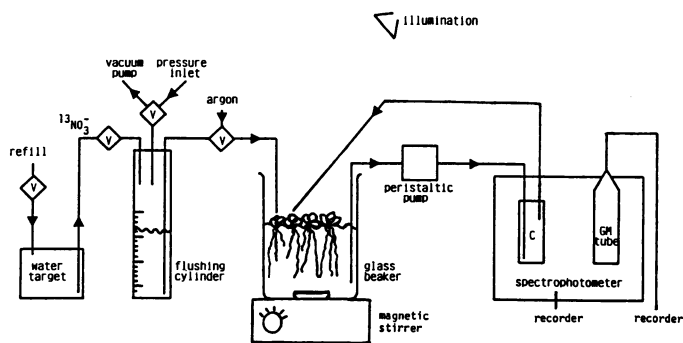 illumination
vacuum
pump
pressure
inlet
argon
¹³NO₃⁻
V
V
V
refill
V
peristaltic
pump
C
GM
tube
water
target
flushing
cylinder
glass
beaker
spectrophotometer
magnetic
stirrer
recorder
recorder